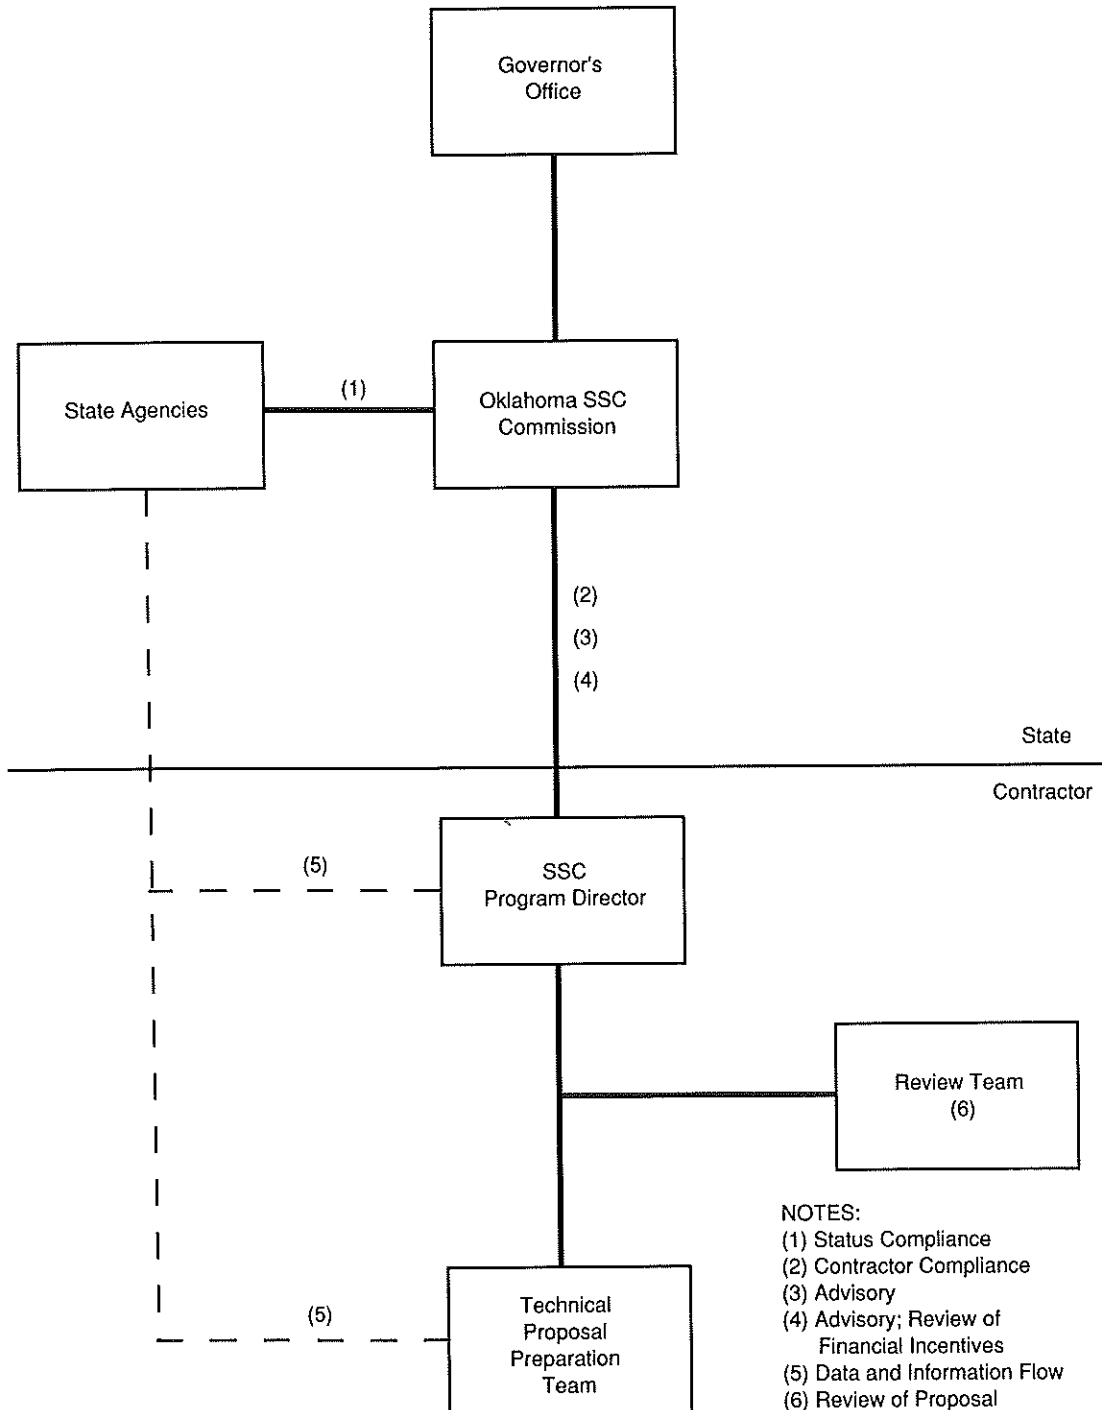 Governor's
Office
State Agencies
(1)
Oklahoma SSC
Commission
(2)
(3)
(4)
State
Contractor
(5)
SSC
Program Director
Review Team
(6)
(5)
Technical
Proposal
Preparation
Team
NOTES:
(1) Status Compliance
(2) Contractor Compliance
(3) Advisory
(4) Advisory; Review of
Financial Incentives
(5) Data and Information Flow
(6) Review of Proposal